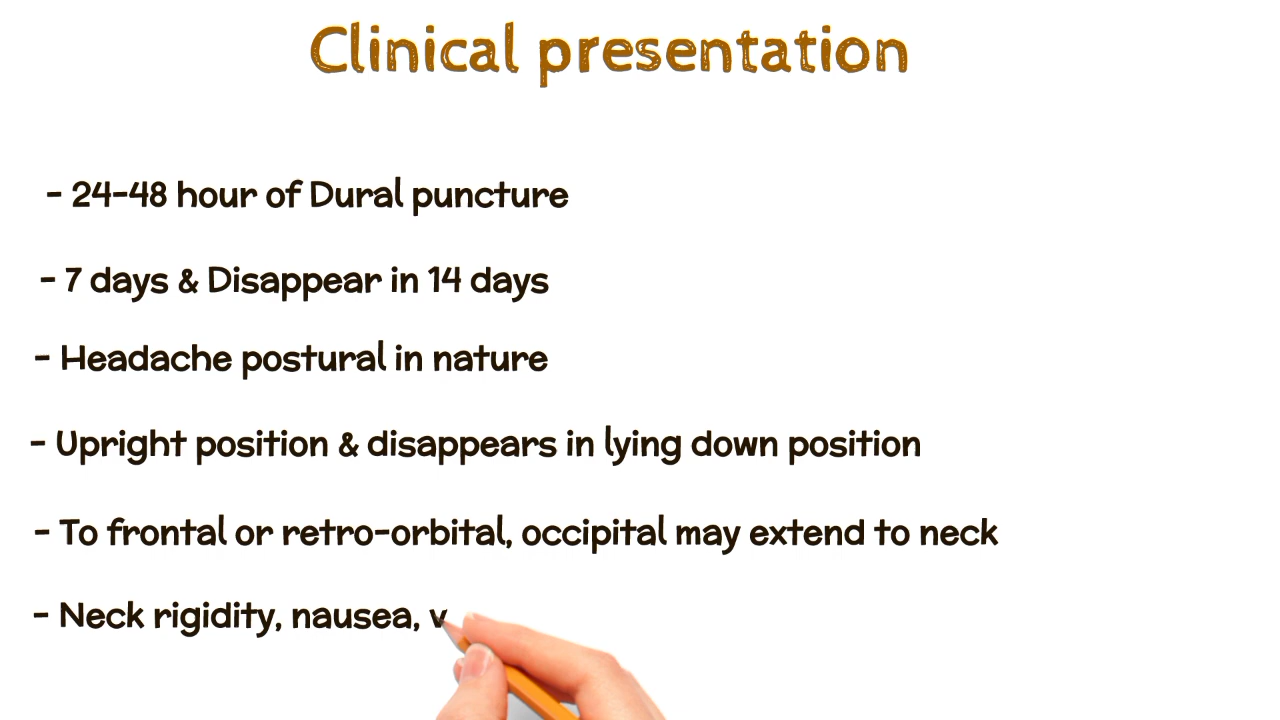 Clinical presentation
- 24-48 hour of Dural puncture
- 7 days & Disappear in 14 days
- Headache postural in nature
- Upright position & disappears in lying down position
- To frontal or retro-orbital, occipital may extend to neck
- Neck rigidity, nausea, v